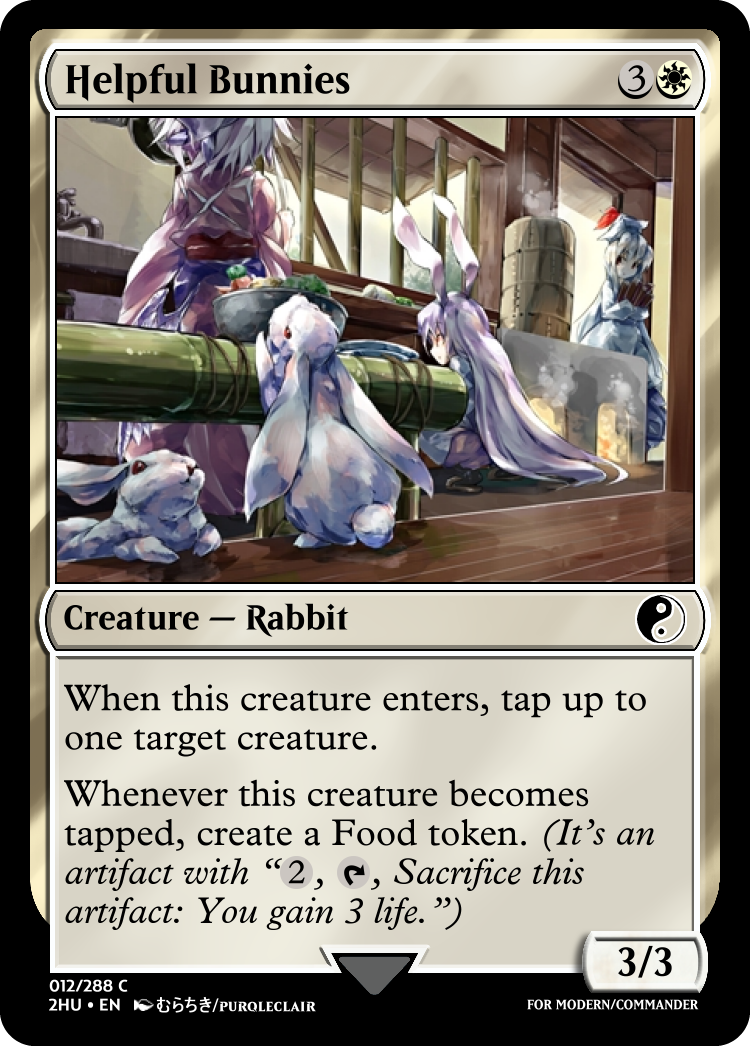 Helpful Bunnies 3
Creature — Rabbit
When this creature enters, tap up to
one target creature.
Whenever this creature becomes
tapped, create a Food token. (It's an
artifact with “2, , Sacrifice this
artifact: You gain 3 life.”)
3/3
012/288 C
2HU • EN むらちき/PURQLECLAIR
FOR MODERN/COMMANDER